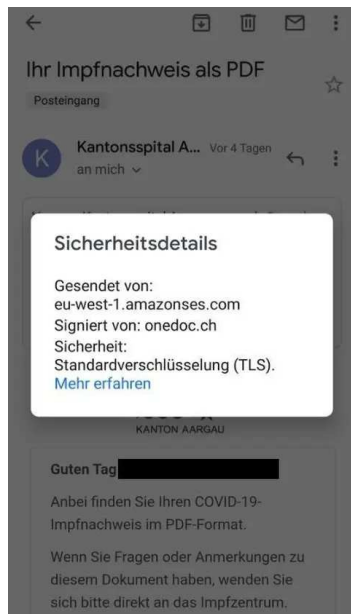 Ihr Impfnachweis als PDF
Posteingang
K
Kantonsspital A... Vor 4 Tagen
an mich
Sicherheitsdetails
Gesendet von:
eu-west-1.amazonses.com
Signiert von: onedoc.ch
Sicherheit:
Standardverschlüsselung (TLS).
Mehr erfahren
KANTON AARGAU
Guten Tag
Anbei finden Sie Ihren COVID-19-
Impfnachweis im PDF-Format.
Wenn Sie Fragen oder Anmerkungen zu
diesem Dokument haben, wenden Sie
sich bitte direkt an das Impfzentrum.